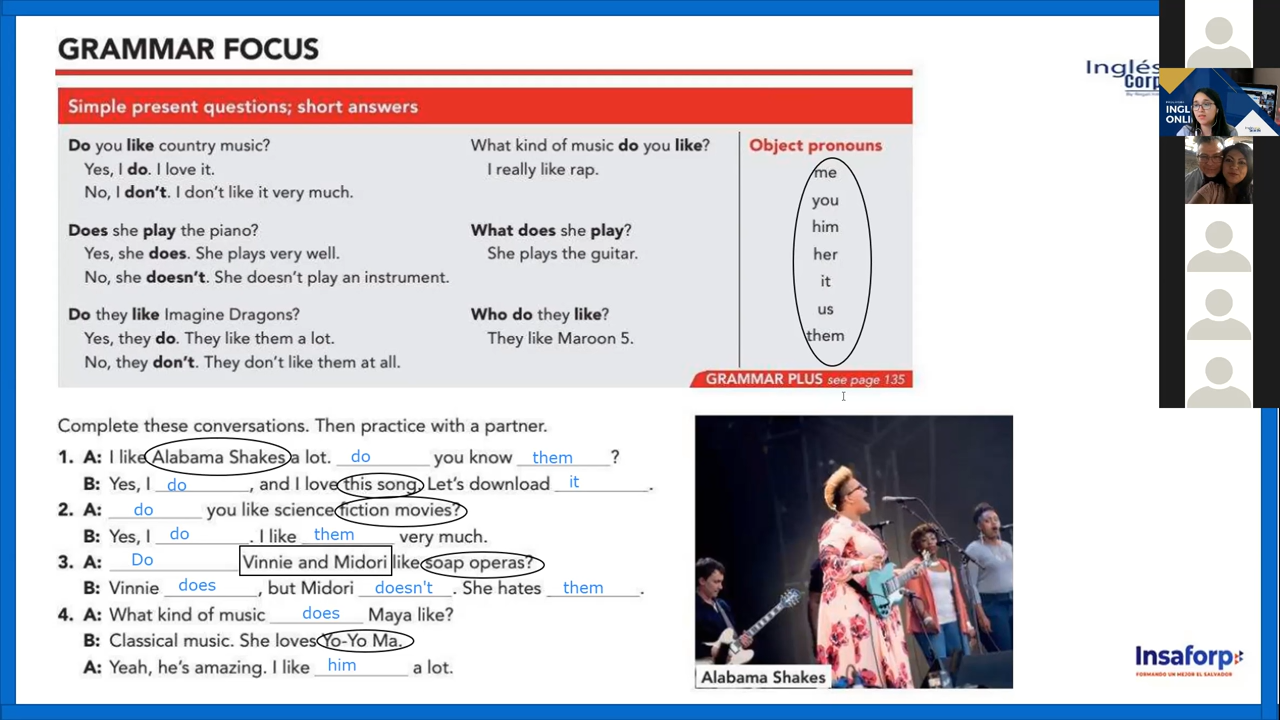 GRAMMAR FOCUS
Inglés
Corp
Simple present questions; short answers
Do you like country music?
Yes, I do. I love it.
No, I don't. I don't like it very much.
Does she play the piano?
Yes, she does. She plays very well.
No, she doesn't. She doesn't play an instrument.
Do they like Imagine Dragons?
Yes, they do. They like them a lot.
No, they don't. They don't like them at all.
What kind of music do you like?
I really like rap.
What does she play?
She plays the guitar.
Who do they like?
They like Maroon 5.
Object pronouns
me
you
him
her
it
us
them
GRAMMAR PLUS see page 135
Complete these conversations. Then practice with a partner.
1. A: I like Alabama Shakes a lot. do you know them ?
B: Yes, I do , and I love this song. Let's download it .
2. A: do you like science fiction movies?
B: Yes, I do . I like them very much.
3. A: Do Vinnie and Midori like soap operas?
B: Vinnie does , but Midori doesn't . She hates them .
4. A: What kind of music does Maya like?
B: Classical music. She loves Yo-Yo Ma.
A: Yeah, he's amazing. I like him a lot.
Alabama Shakes
Insaforp
FORMANDO UN MEJOR EL SALVADOR
INGL
ONLI